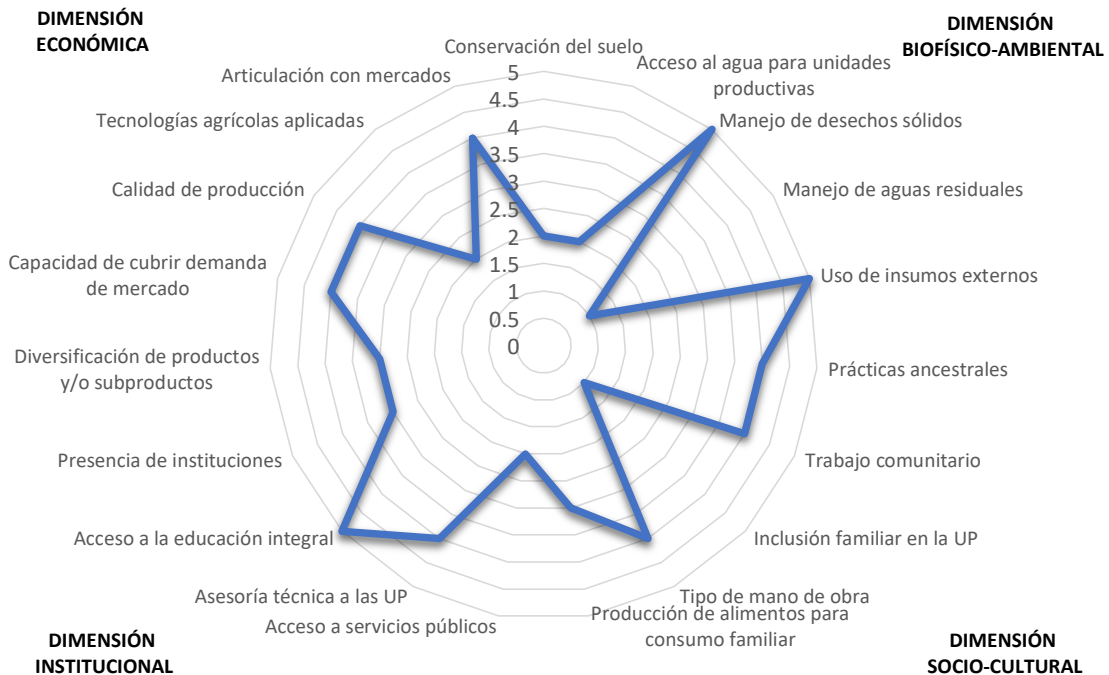 DIMENSIÓN
ECONÓMICA
DIMENSIÓN
BIOFÍSICO-AMBIENTAL
Conservación del suelo
Acceso al agua para unidades
productivas
Manejo de desechos sólidos
Manejo de aguas residuales
Uso de insumos externos
Prácticas ancestrales
Trabajo comunitario
Inclusión familiar en la UP
Tipo de mano de obra
Producción de alimentos para
consumo familiar
Acceso a servicios públicos
Asesoría técnica a las UP
Acceso a la educación integral
Presencia de instituciones
Diversificación de productos
y/o subproductos
Capacidad de cubrir demanda
de mercado
Calidad de producción
Tecnologías agrícolas aplicadas
Articulación con mercados
5
4.5
4
3.5
3
2.5
2
1.5
1
0.5
0
DIMENSIÓN
INSTITUCIONAL
DIMENSIÓN
SOCIO-CULTURAL